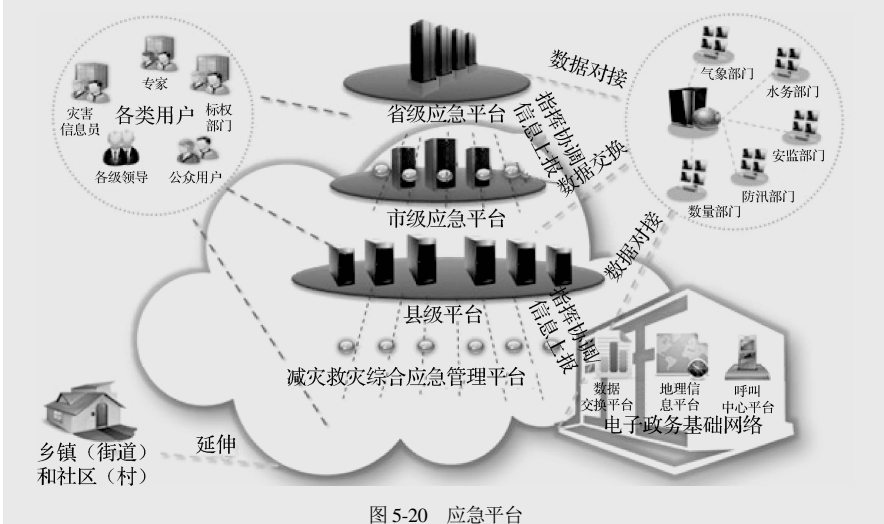 专家
灾害
信息员
各类用户
标权
部门
各级领导
公众用户
省级应急平台
数据对接
指挥协调/
信息上报
数据交换
气象部门
水务部门
安监部门
防汛部门
数量部门
市级应急平台
数据对接
县级平台
指挥协调/
信息上报
减灾救灾综合应急管理平台
数据
交换平台
地理信
息平台
呼叫
中心平台
电子政务基础网络
乡镇（街道）
和社区（村）
延伸
图 5-20 应急平台